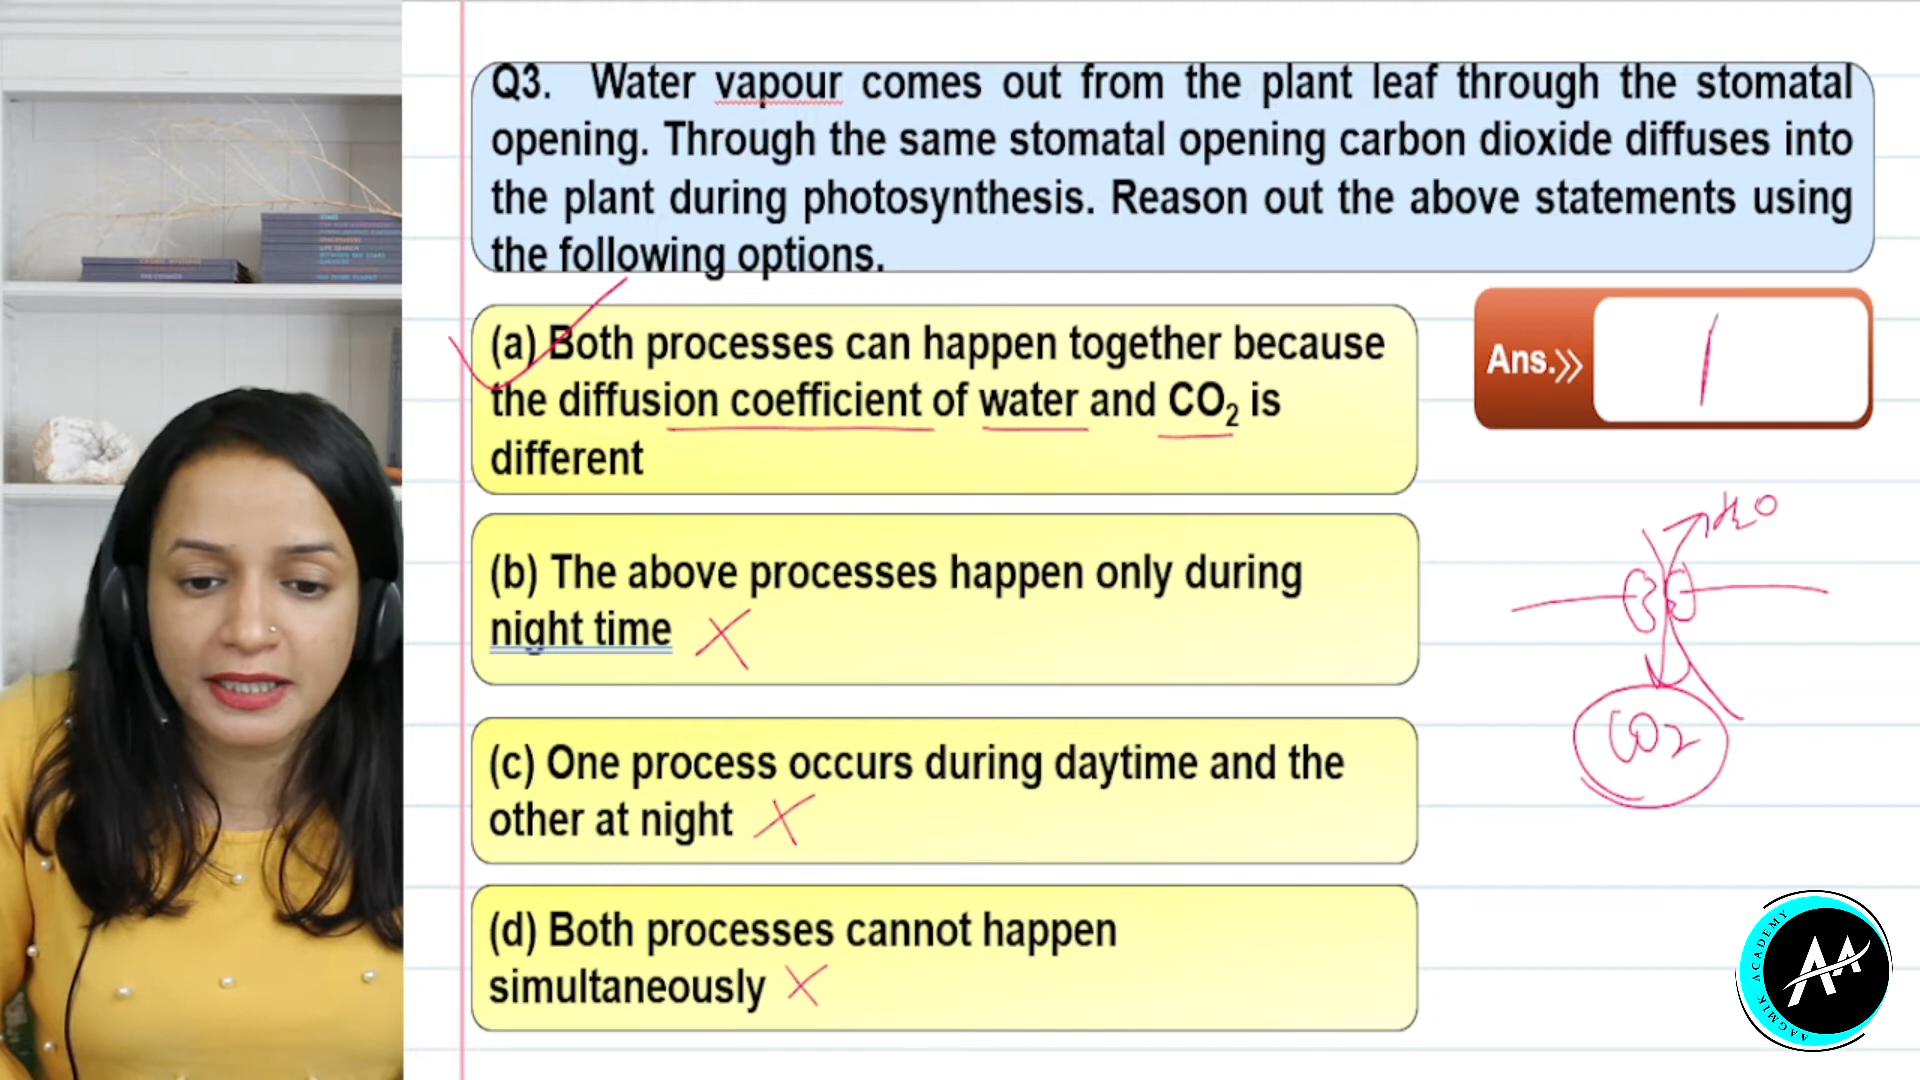 Q3. Water vapour comes out from the plant leaf through the stomatal
opening. Through the same stomatal opening carbon dioxide diffuses into
the plant during photosynthesis. Reason out the above statements using
the following options.
(a) Both processes can happen together because
the diffusion coefficient of water and CO2 is
different
Ans.
1
(b) The above processes happen only during
night time
H2O
CO2
(c) One process occurs during daytime and the
other at night
(d) Both processes cannot happen
simultaneously
AAGMIK ACADEMY
AA